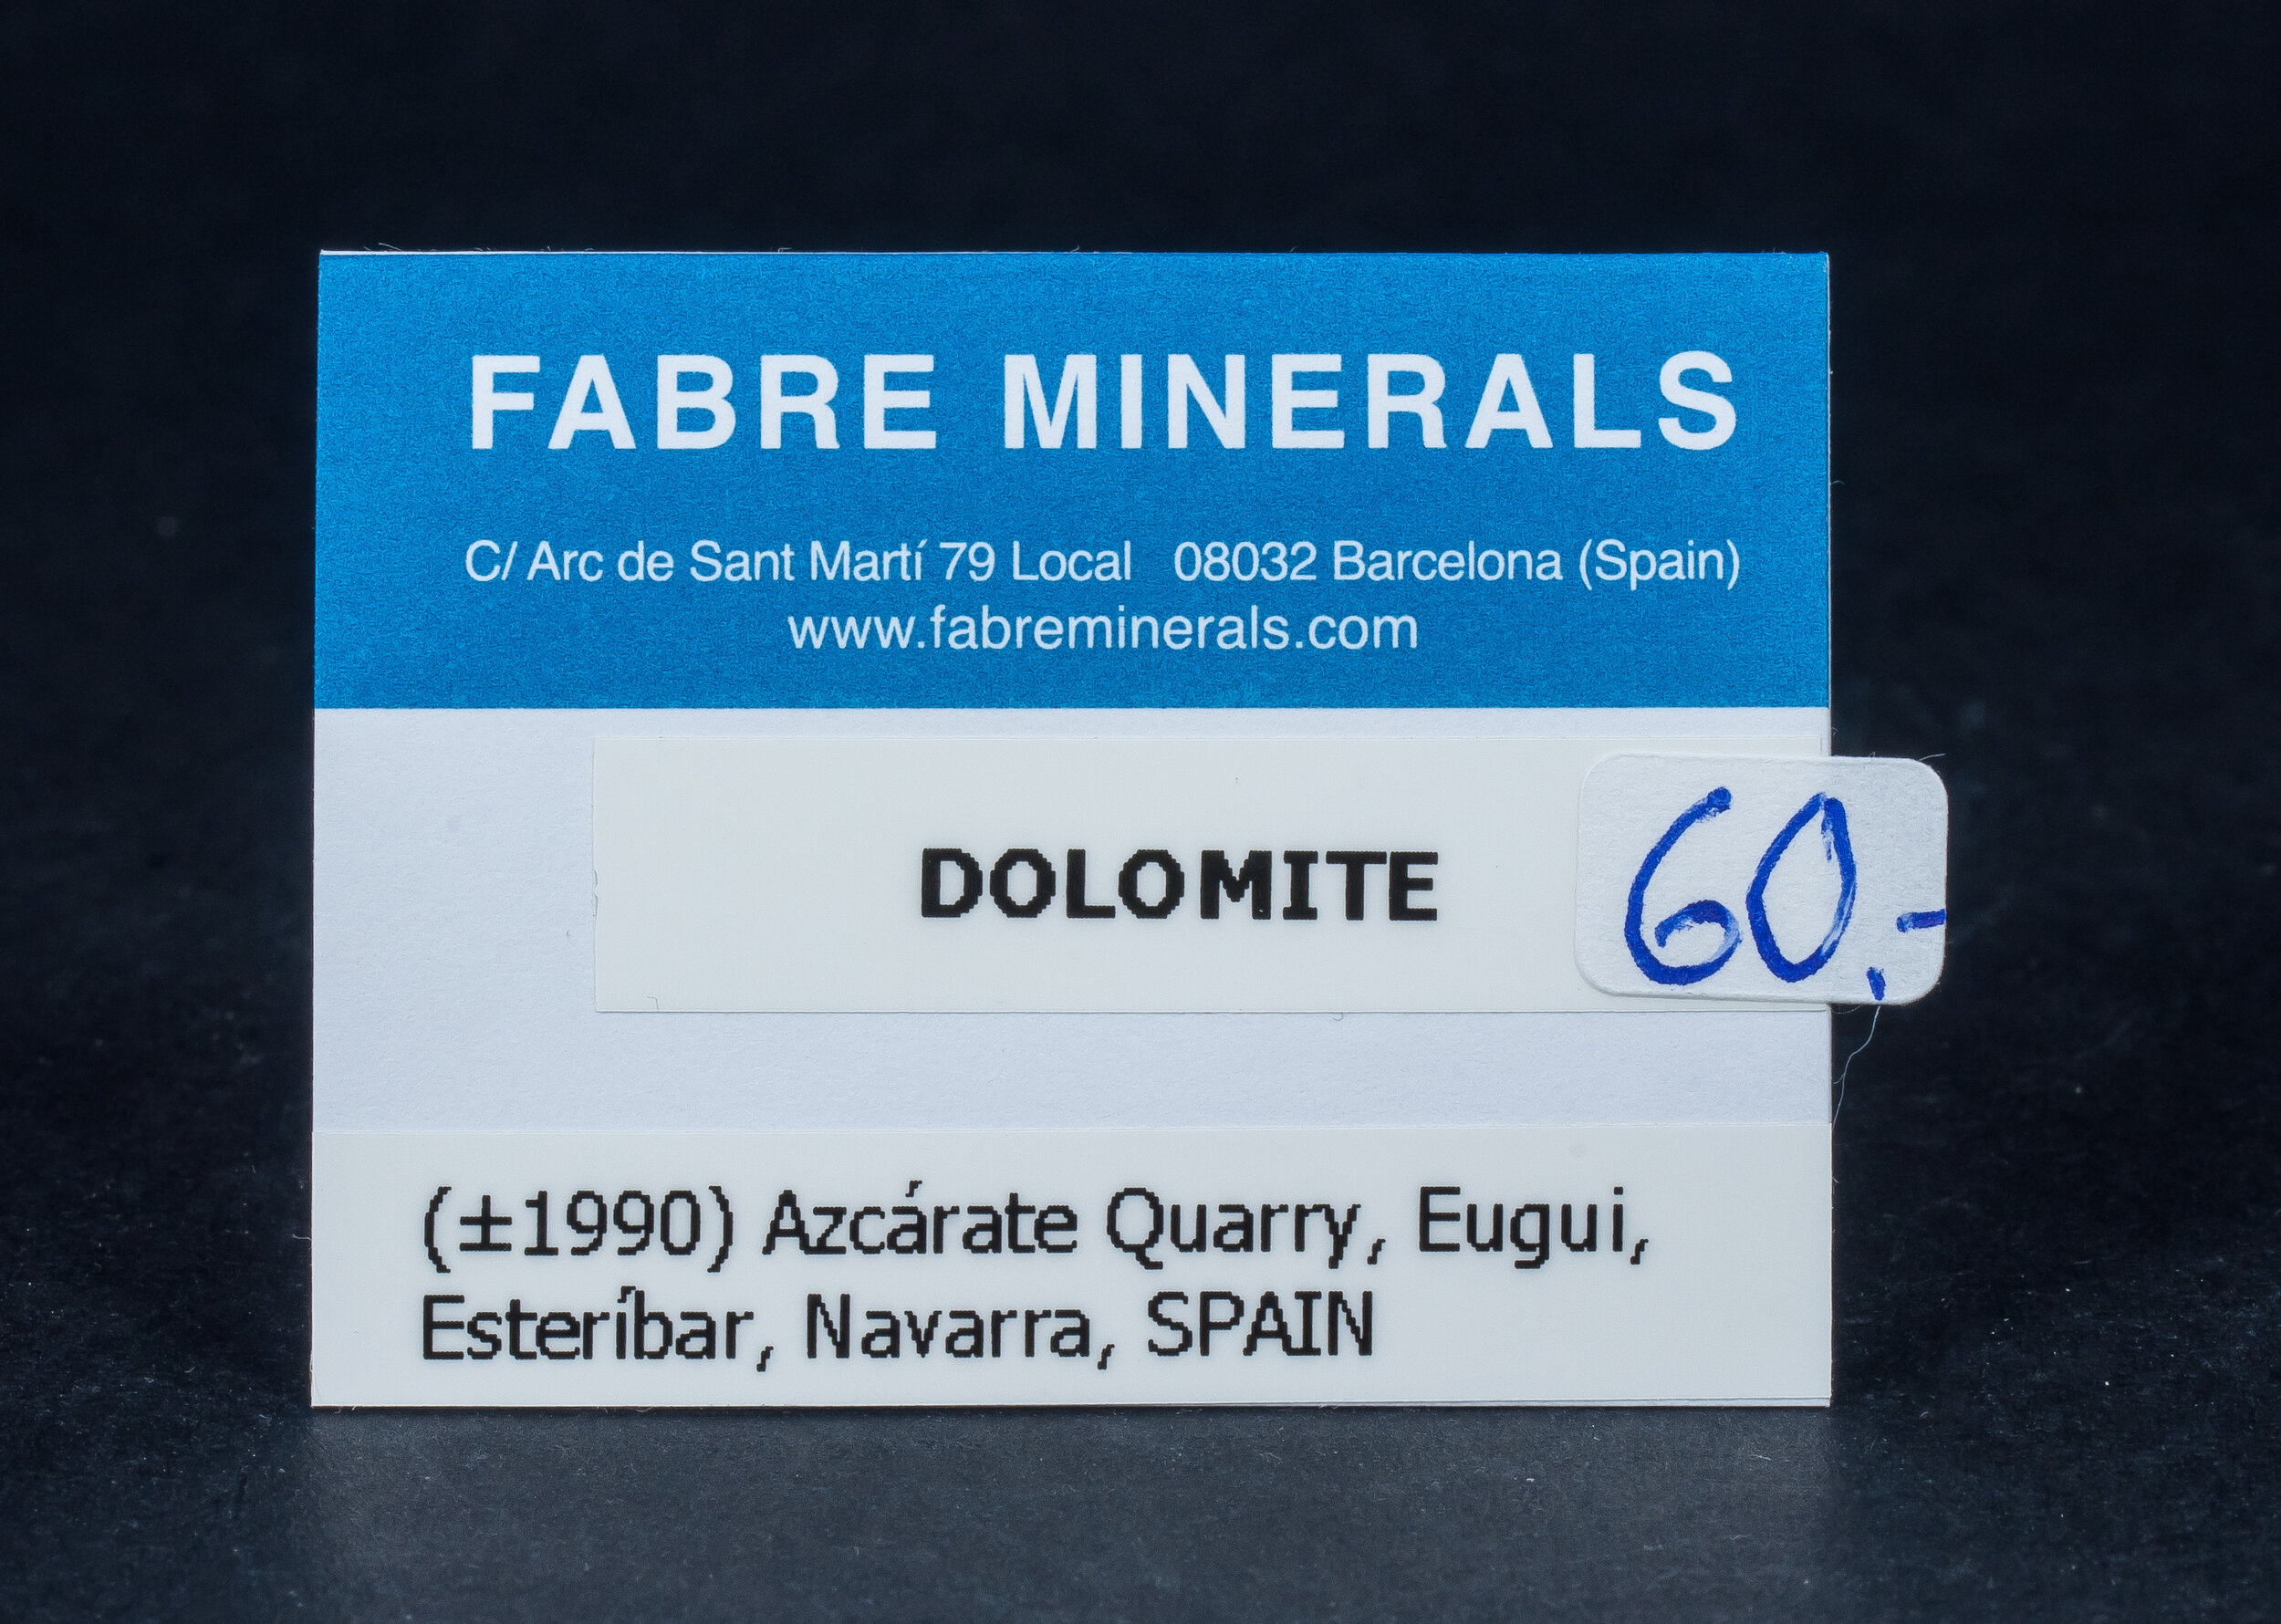 FABRE MINERALS
C/ Arc de Sant Martí 79 Local 08032 Barcelona (Spain)
www.fabreminerals.com
DOLOMITE
60,-
(±1990) Azcárate Quarry, Eugui,
Esteríbar, Navarra, SPAIN